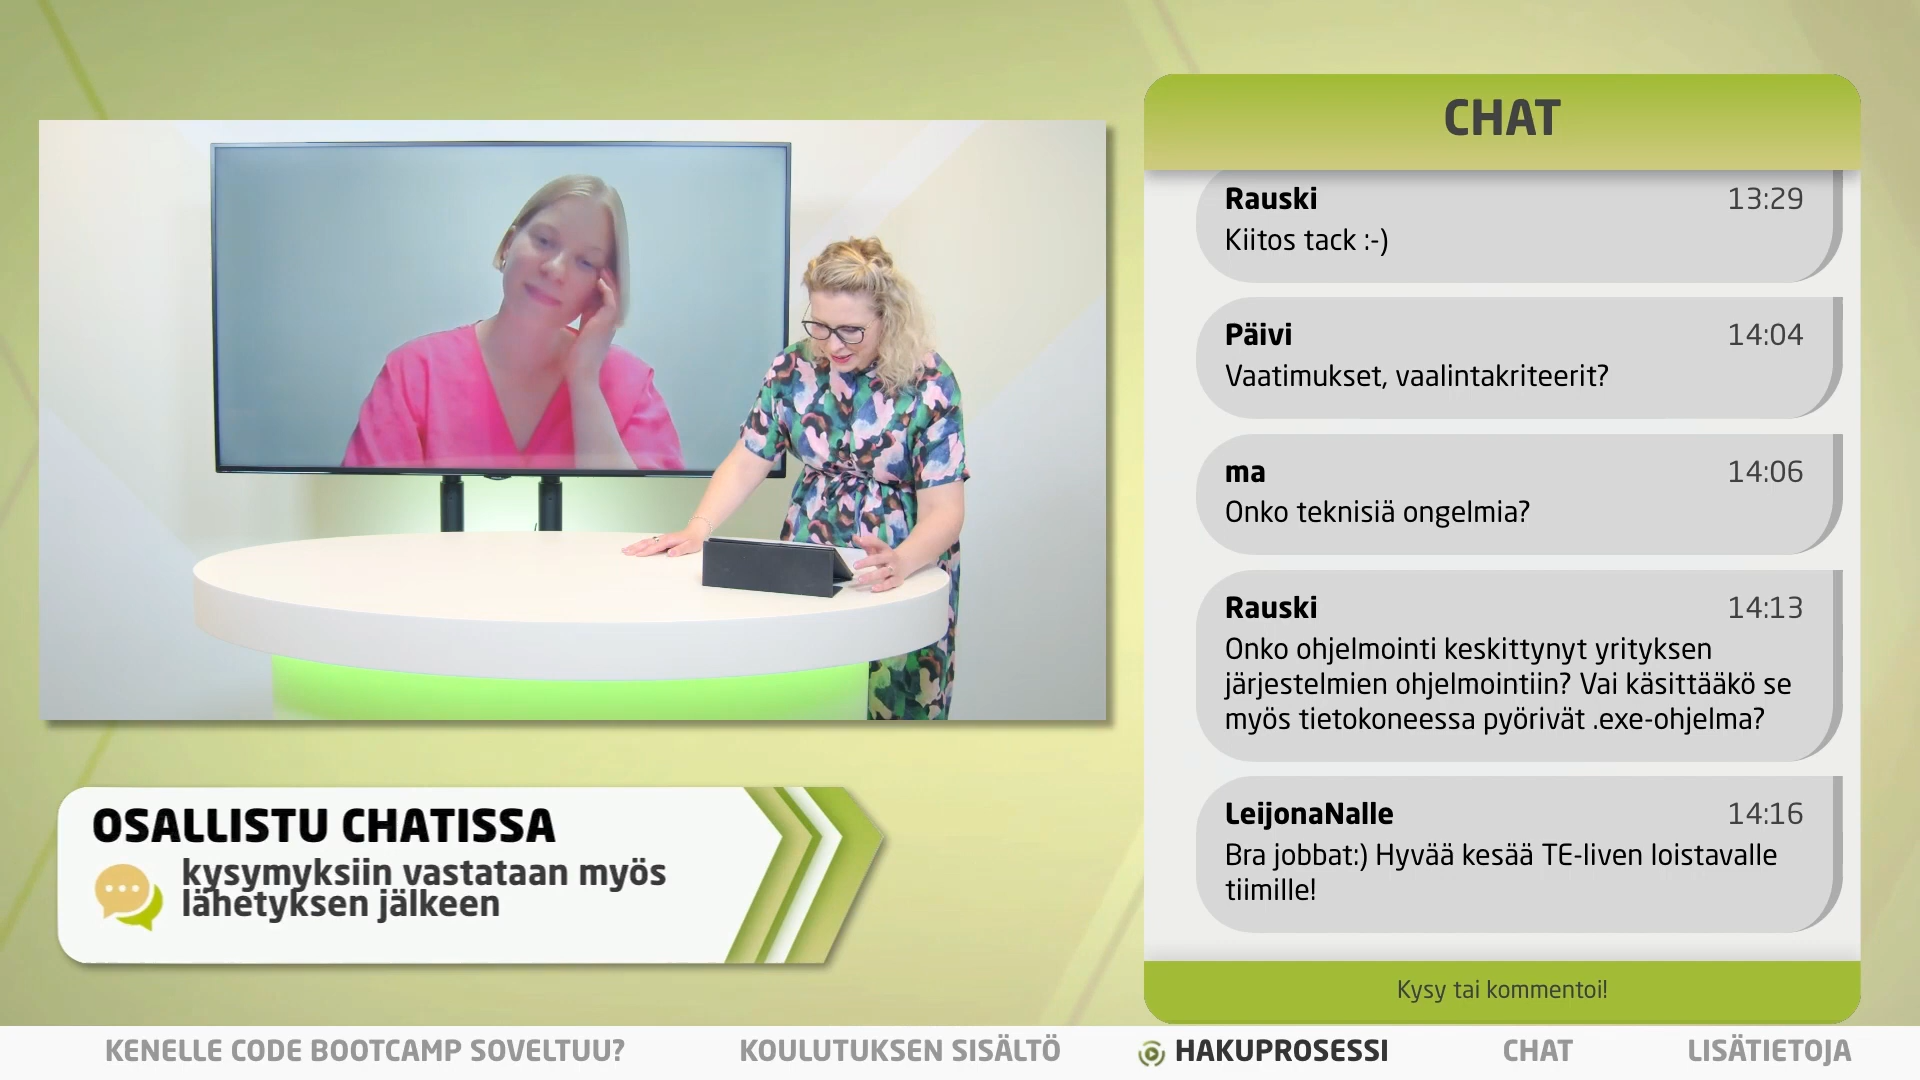 CHAT
Rauski 13:29
Kiitos tack :-)
Päivi 14:04
Vaatimukset, vaalintakriteerit?
ma 14:06
Onko teknisiä ongelmia?
Rauski 14:13
Onko ohjelmointi keskittynyt yrityksen
järjestelmien ohjelmointiin? Vai käsittääkö se
myös tietokoneessa pyörivät .exe-ohjelma?
LeijonaNalle 14:16
Bra jobbat:) Hyvää kesää TE-liven loistavalle
tiimille!
Kysy tai kommentoi!
OSALLISTU CHATISSA
kysymyksiin vastataan myös
lähetyksen jälkeen
KENELLE CODE BOOTCAMP SOVELTUU? KOULUTUKSEN SISÄLTÖ HAKUPROSESSI CHAT LISÄTIETOJA